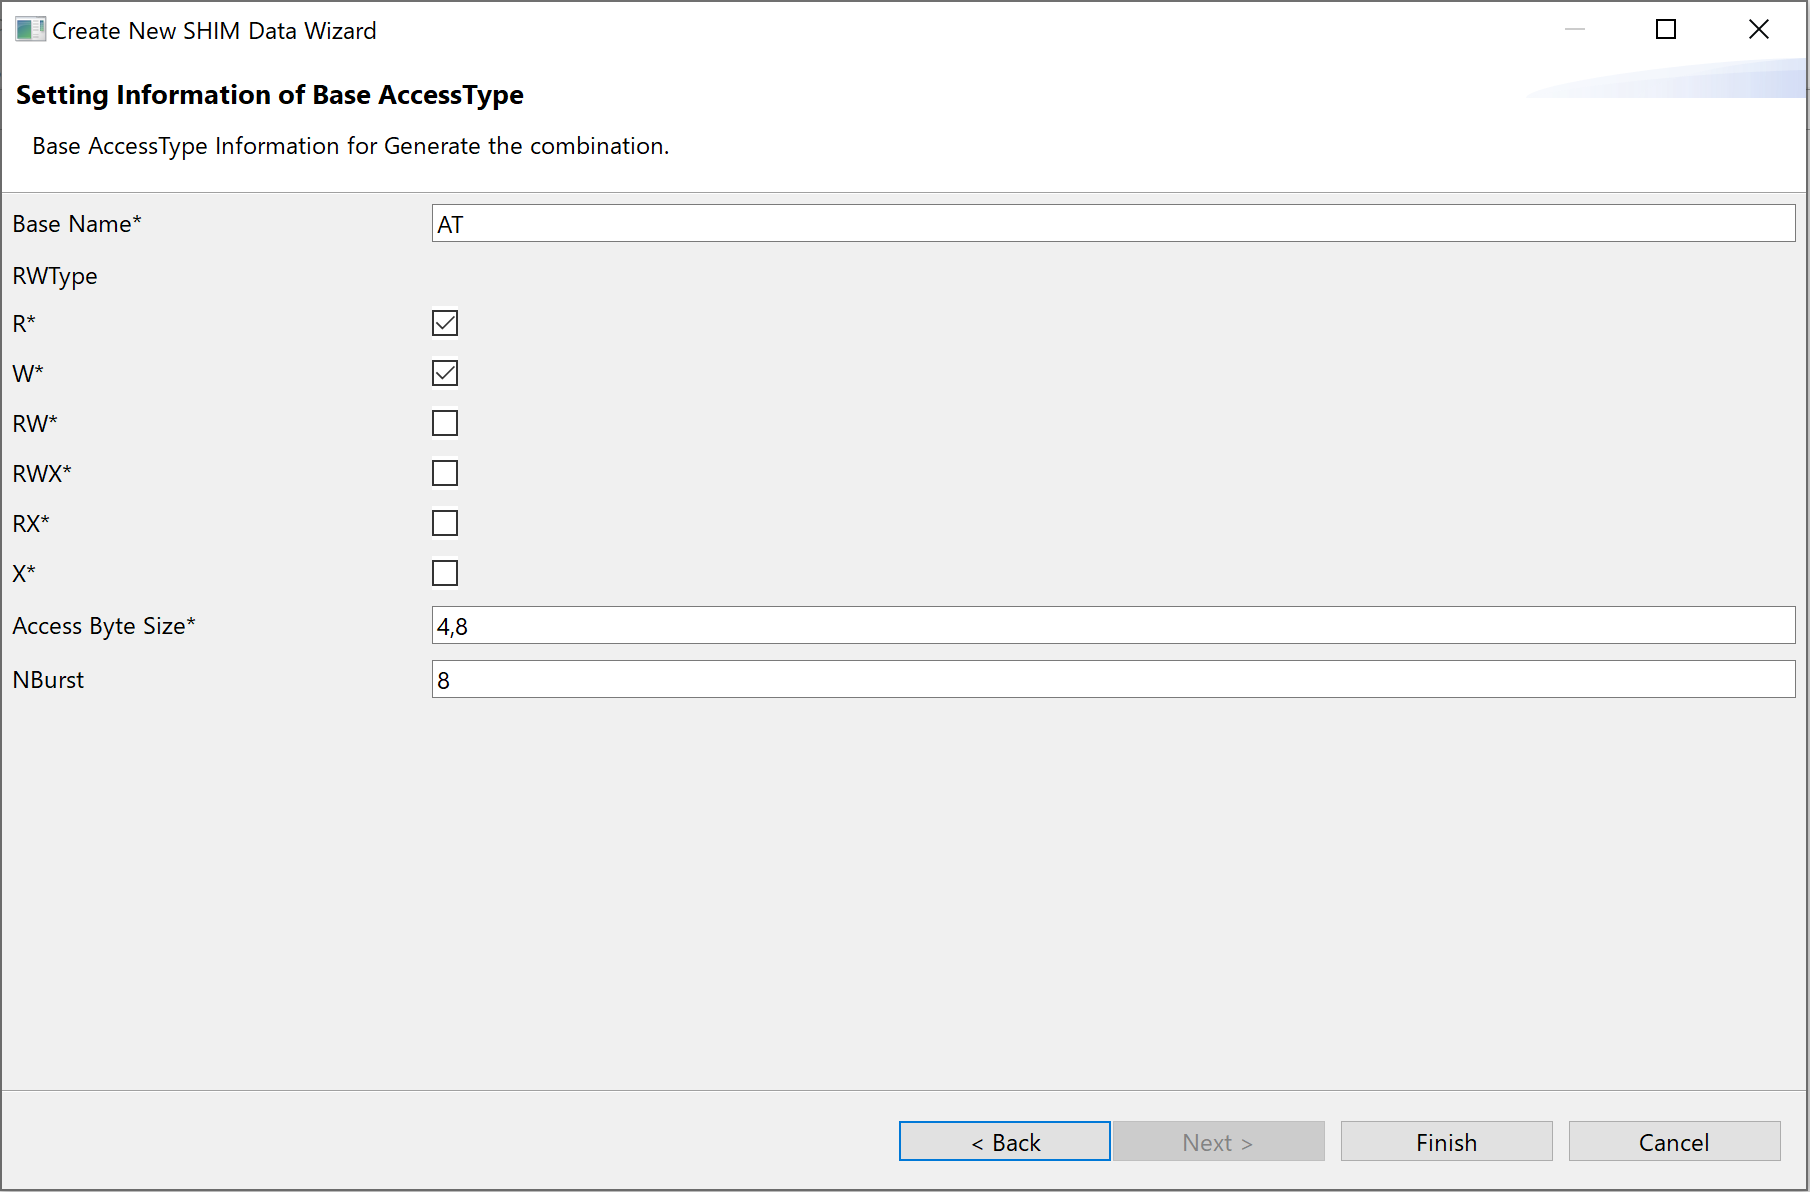 Create New SHIM Data Wizard
Setting Information of Base AccessType
Base AccessType Information for Generate the combination.
Base Name*
AT
RWType
R*
W*
RW*
RWX*
RX*
X*
Access Byte Size*
4,8
NBurst
8
< Back
Next >
Finish
Cancel